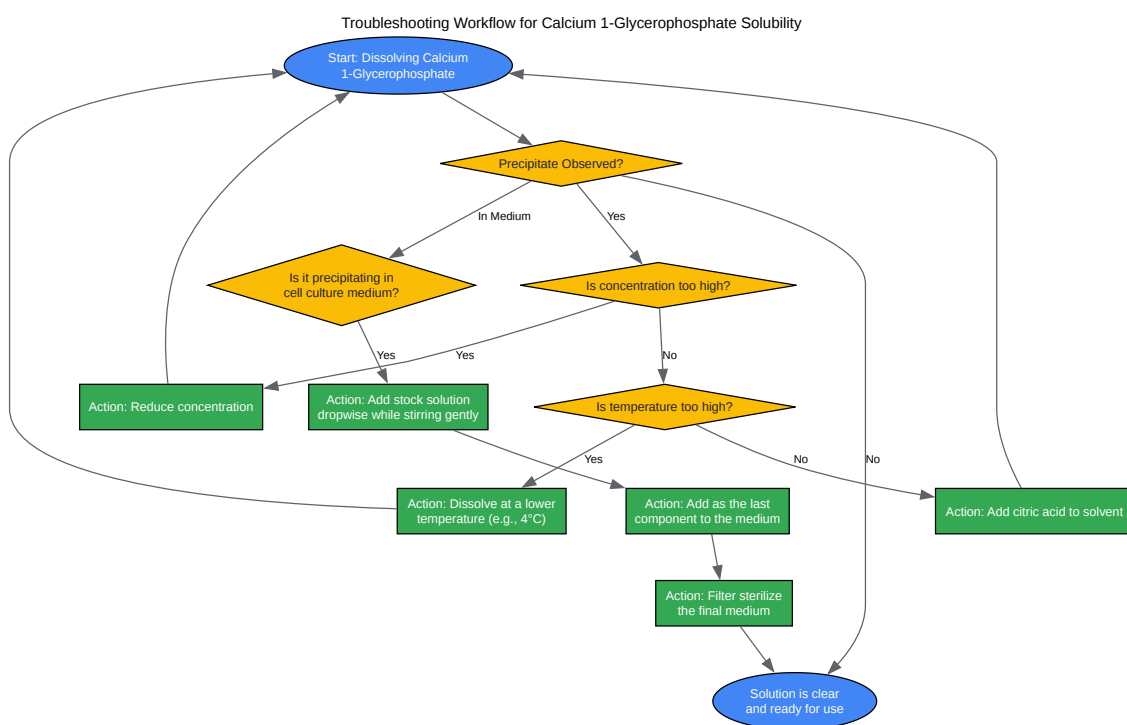 Troubleshooting Workflow for Calcium 1-Glycerophosphate Solubility
Start: Dissolving Calcium
1-Glycerophosphate
Precipitate Observed?
In Medium
Yes
Is it precipitating in
cell culture medium?
Is concentration too high?
Yes
Yes
No
Action: Reduce concentration
Action: Add stock solution
dropwise while stirring gently
Is temperature too high?
Yes
No
No
Action: Dissolve at a lower
temperature (e.g., 4°C)
Action: Add as the last
component to the medium
Action: Add citric acid to solvent
Action: Filter sterilize
the final medium
Solution is clear
and ready for use